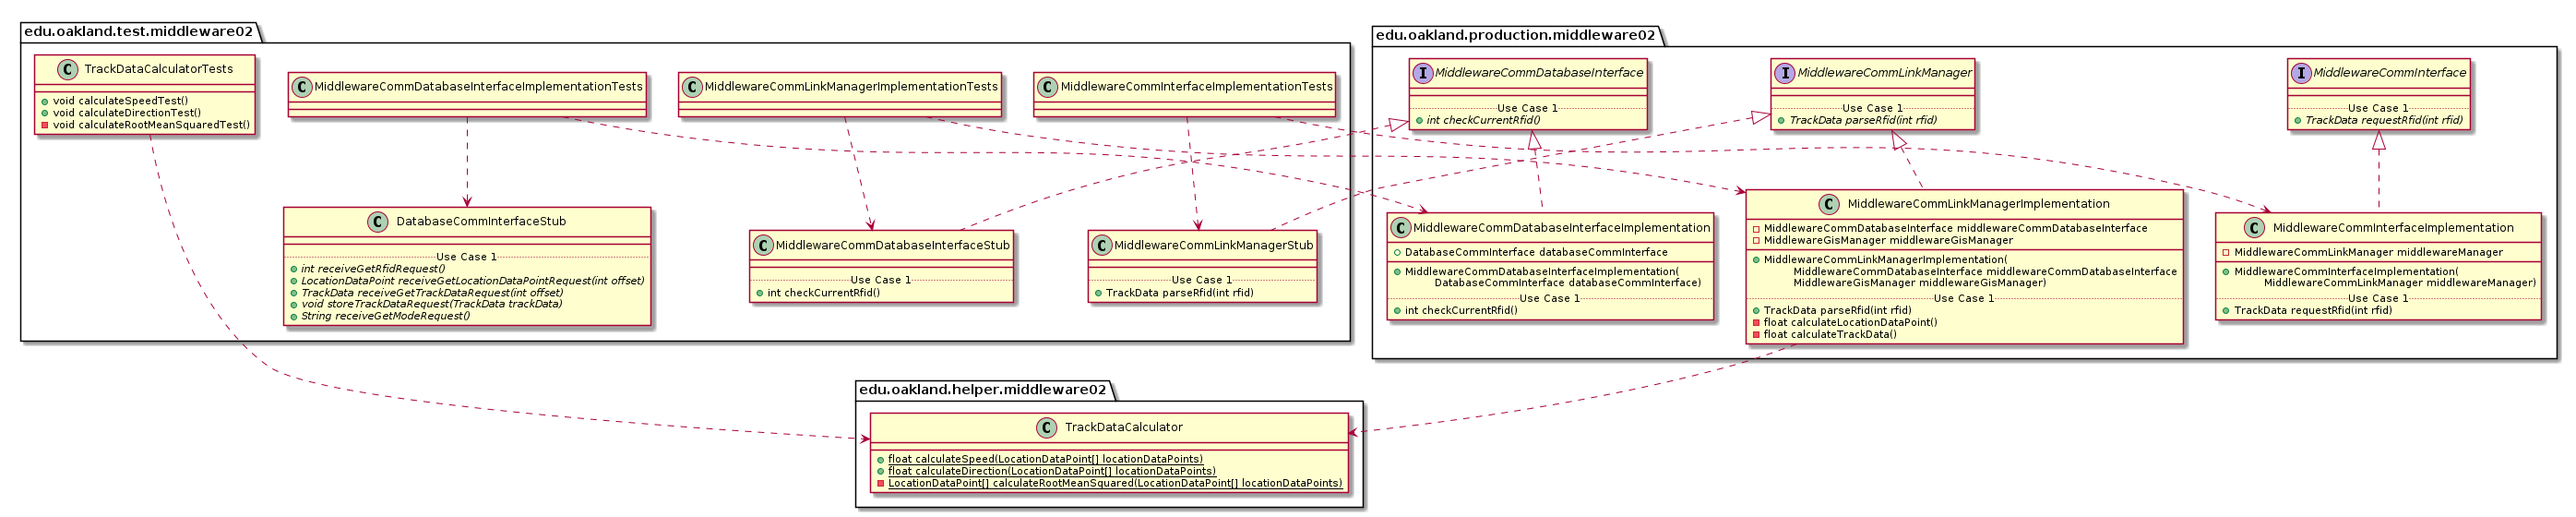 edu.oakland.test.middleware02
TrackDataCalculatorTests
void calculateSpeedTest()
void calculateDirectionTest()
void calculateRootMeanSquaredTest()
MiddlewareCommDatabaseInterfaceImplementationTests
MiddlewareCommLinkManagerImplementationTests
MiddlewareCommInterfaceImplementationTests
DatabaseCommInterfaceStub
Use Case 1
int receiveGetRfidRequest()
LocationDataPoint receiveGetLocationDataPointRequest(int offset)
TrackData receiveGetTrackDataRequest(int offset)
void storeTrackDataRequest(TrackData trackData)
String receiveGetModeRequest()
MiddlewareCommDatabaseInterfaceStub
Use Case 1
int checkCurrentRfid()
MiddlewareCommLinkManagerStub
Use Case 1
TrackData parseRfid(int rfid)
edu.oakland.production.middleware02
MiddlewareCommDatabaseInterface
Use Case 1
int checkCurrentRfid()
MiddlewareCommLinkManager
Use Case 1
TrackData parseRfid(int rfid)
MiddlewareCommInterface
Use Case 1
TrackData requestRfid(int rfid)
MiddlewareCommDatabaseInterfaceImplementation
DatabaseCommInterface databaseCommInterface
MiddlewareCommDatabaseInterfaceImplementation(
DatabaseCommInterface databaseCommInterface)
Use Case 1
int checkCurrentRfid()
MiddlewareCommLinkManagerImplementation
MiddlewareCommDatabaseInterface middlewareCommDatabaseInterface
MiddlewareGisManager middlewareGisManager
MiddlewareCommLinkManagerImplementation(
MiddlewareCommDatabaseInterface middlewareCommDatabaseInterface
MiddlewareGisManager middlewareGisManager)
Use Case 1
TrackData parseRfid(int rfid)
float calculateLocationDataPoint()
float calculateTrackData()
MiddlewareCommInterfaceImplementation
MiddlewareCommLinkManager middlewareManager
MiddlewareCommInterfaceImplementation(
MiddlewareCommLinkManager middlewareManager)
Use Case 1
TrackData requestRfid(int rfid)
edu.oakland.helper.middleware02
TrackDataCalculator
float calculateSpeed(LocationDataPoint[] locationDataPoints)
float calculateDirection(LocationDataPoint[] locationDataPoints)
LocationDataPoint[] calculateRootMeanSquared(LocationDataPoint[] locationDataPoints)